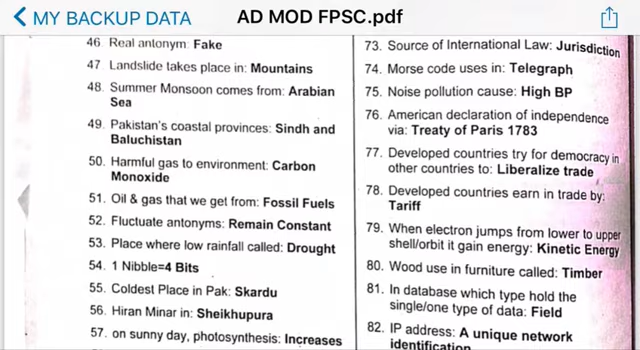 MY BACKUP DATA
AD MOD FPSC.pdf
46 Real antonym: Fake
47 Landslide takes place in: Mountains
48. Summer Monsoon comes from: Arabian
Sea
49. Pakistan's coastal provinces: Sindh and
Baluchistan
50. Harmful gas to environment: Carbon
Monoxide
51. Oil & gas that we get from: Fossil Fuels
52. Fluctuate antonyms: Remain Constant
53. Place where low rainfall called: Drought
54. 1 Nibble=4 Bits
55. Coldest Place in Pak: Skardu
56. Hiran Minar in: Sheikhupura
57. on sunny day, photosynthesis: Increases
73. Source of International Law: Jurisdiction
74. Morse code uses in: Telegraph
75. Noise pollution cause: High BP
76. American declaration of independence
via: Treaty of Paris 1783
77. Developed countries try for democracy in
other countries to: Liberalize trade
78. Developed countries earn in trade by:
Tariff
79. When electron jumps from lower to upper
shell/orbit it gain energy: Kinetic Energy
80. Wood use in furniture called: Timber
81. In database which type hold the
single/one type of data: Field
82. IP address: A unique network
identification